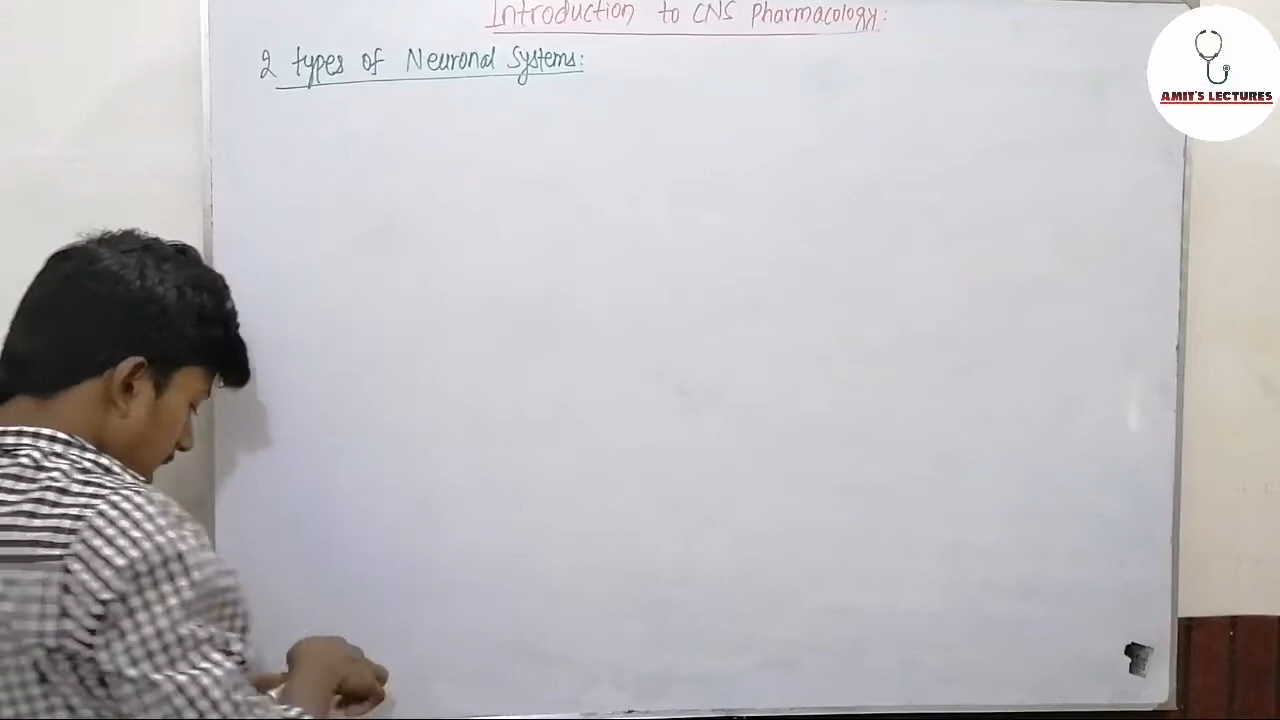 Introduction to CNS Pharmacology:
2 types of Neuronal Systems:
AMIT'S LECTURES